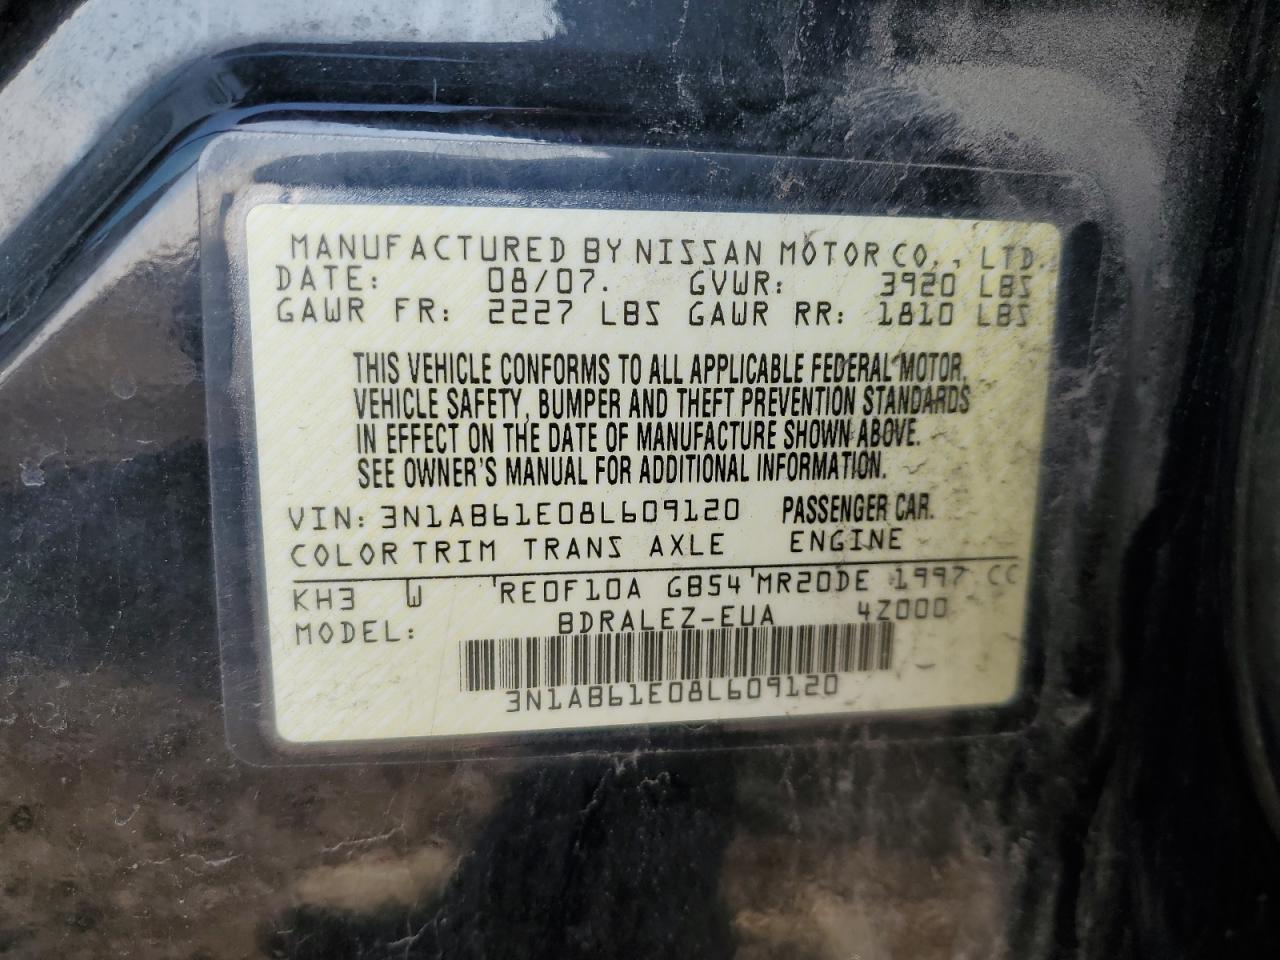 MANUFACTURED BY NISSAN MOTOR CO., LTD.
DATE: 08/07. GVWR: 3920 LBS
GAWR FR: 2227 LBS GAWR RR: 1810 LBS
THIS VEHICLE CONFORMS TO ALL APPLICABLE FEDERAL MOTOR
VEHICLE SAFETY, BUMPER AND THEFT PREVENTION STANDARDS
IN EFFECT ON THE DATE OF MANUFACTURE SHOWN ABOVE.
SEE OWNER'S MANUAL FOR ADDITIONAL INFORMATION.
VIN: 3N1AB61E08L609120 PASSENGER CAR.
COLOR TRIM TRANS AXLE ENGINE
KH3 W RE0F10A GB54 MR20DE 1997 CC
MODEL: BDRALEZ-EUA 4Z000
3N1AB61E08L609120